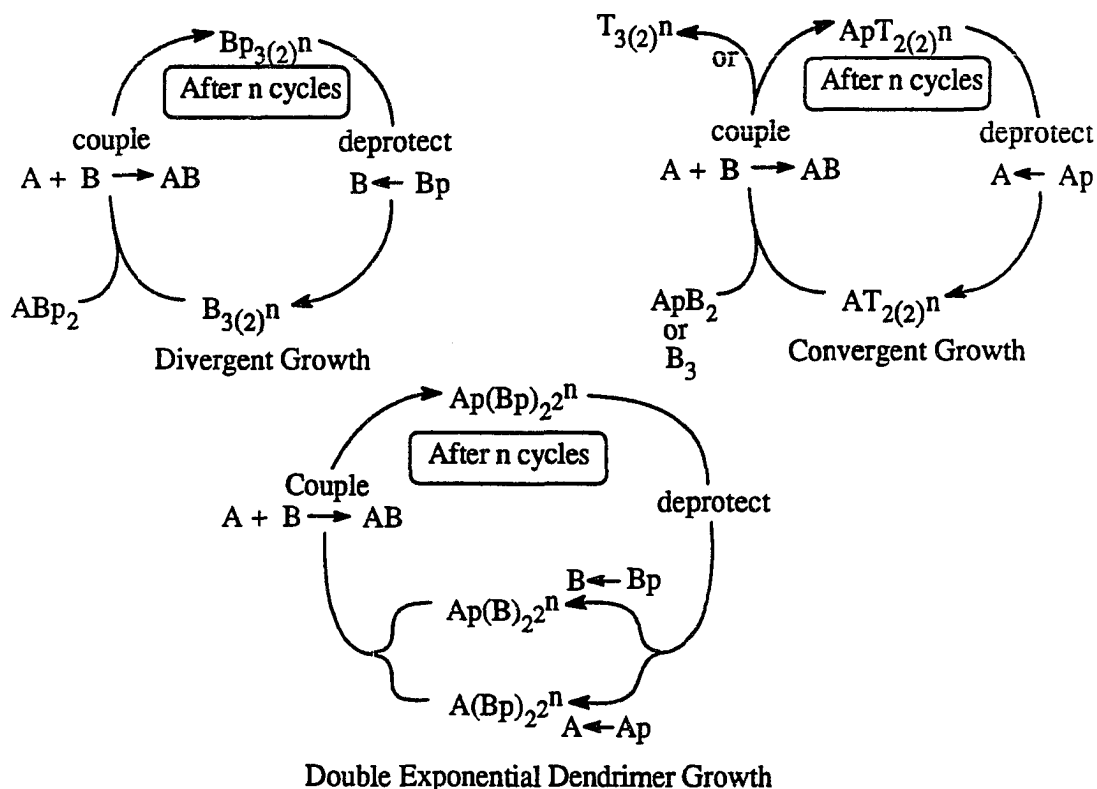 Bp₃₍₂₎ⁿ
After n cycles
couple
deprotect
A + B → AB
B ← Bp
ABp₂
B₃₍₂₎ⁿ
Divergent Growth
T₃₍₂₎ⁿ
or
ApT₂₍₂₎ⁿ
After n cycles
couple
deprotect
A + B → AB
A ← Ap
ApB₂
or
B₃
AT₂₍₂₎ⁿ
Convergent Growth
Ap(Bp)₂2ⁿ
After n cycles
Couple
A + B → AB
deprotect
B ← Bp
Ap(B)₂2ⁿ
A(Bp)₂2ⁿ
A ← Ap
Double Exponential Dendrimer Growth